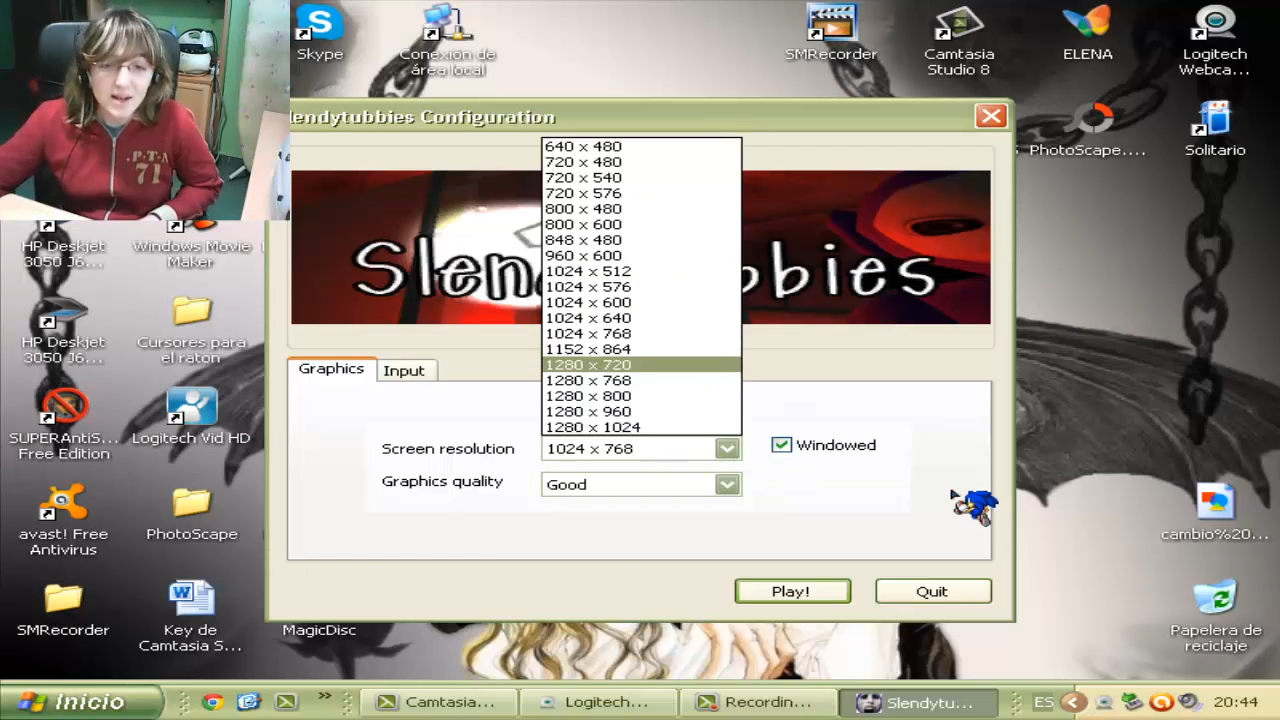 Skype
Conexión de
área local
SMRecorder
Camtasia
Studio 8
ELENA
Logitech
Webca...
.P.T.A
71
lendytubbies Configuration
PhotoScape....
Solitario
640 x 480
720 x 480
720 x 540
720 x 576
800 x 480
800 x 600
848 x 480
960 x 600
1024 x 512
1024 x 576
1024 x 600
1024 x 640
1024 x 768
1152 x 864
1280 x 720
1280 x 768
1280 x 800
1280 x 960
1280 x 1024
Slen
bbies
HP Deskjet
3050 J6...
Windows Movie
Maker
HP Deskjet
3050 J6...
Cursores para
el raton
Graphics
Input
SUPERAntiS...
Free Edition
Logitech Vid HD
Screen resolution
1024 x 768
Windowed
Graphics quality
Good
avast! Free
Antivirus
PhotoScape
cambio%20...
Play!
Quit
SMRecorder
Key de
Camtasia S...
MagicDisc
Papelera de
reciclaje
Inicio
Camtasia...
Logitech...
Recordin...
Slendytu...
ES
20:44